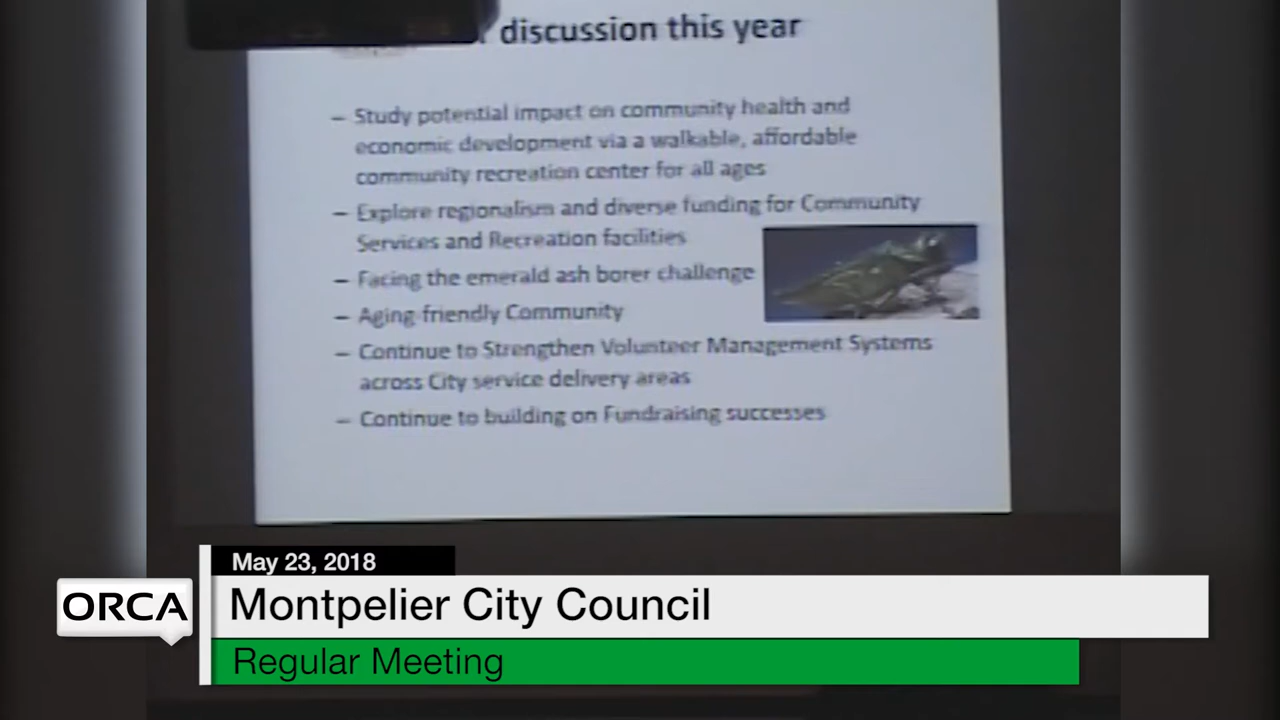 discussion this year
– Study potential impact on community health and
economic development via a walkable, affordable
community recreation center for all ages
– Explore regionalism and diverse funding for Community
Services and Recreation facilities
– Facing the emerald ash borer challenge
– Aging-friendly Community
– Continue to Strengthen Volunteer Management Systems
across City service delivery areas
– Continue to building on Fundraising successes
May 23, 2018
ORCA
Montpelier City Council
Regular Meeting